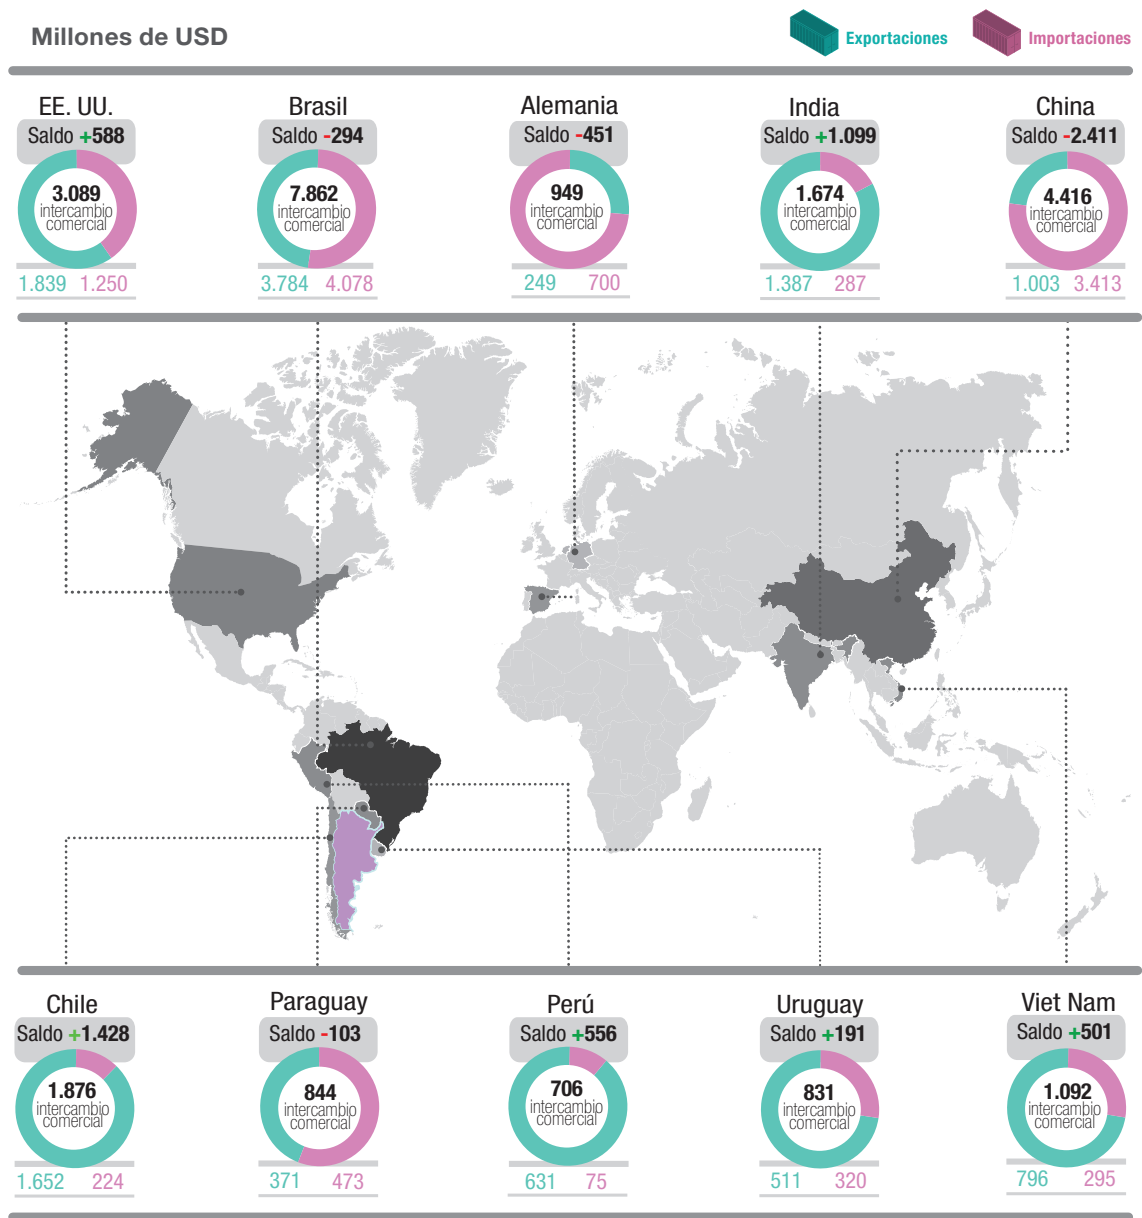 Millones de USD
Exportaciones
Importaciones
EE. UU.
Saldo +588
3.089
intercambio
comercial
1.839 1.250
Brasil
Saldo -294
7.862
intercambio
comercial
3.784 4.078
Alemania
Saldo -451
949
intercambio
comercial
249 700
India
Saldo +1.099
1.674
intercambio
comercial
1.387 287
China
Saldo -2.411
4.416
intercambio
comercial
1.003 3.413
Chile
Saldo +1.428
1.876
intercambio
comercial
1.652 224
Paraguay
Saldo -103
844
intercambio
comercial
371 473
Perú
Saldo +556
706
intercambio
comercial
631 75
Uruguay
Saldo +191
831
intercambio
comercial
511 320
Viet Nam
Saldo +501
1.092
intercambio
comercial
796 295